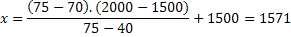 x = (75 − 70).(2000 − 1500) / 75 − 40 + 1500 = 1571